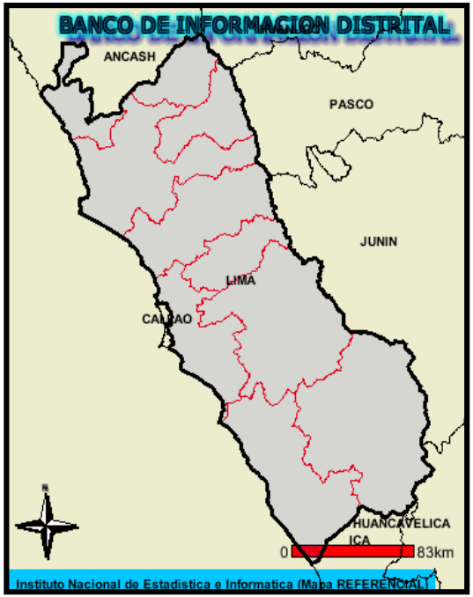 BANCO DE INFORMACION DISTRITAL
ANCASH
PASCO
JUNIN
LIMA
CALLAO
N
HUANCAVELICA
ICA
0 83km
Instituto Nacional de Estadistica e Informatica (Mapa REFERENCIAL)